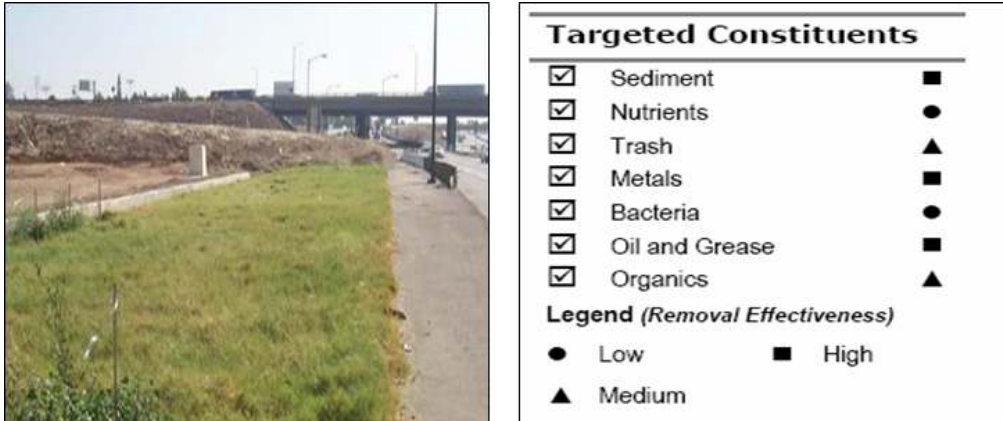 Targeted Constituents
☑ Sediment ■
☑ Nutrients ●
☑ Trash ▲
☑ Metals ■
☑ Bacteria ●
☑ Oil and Grease ■
☑ Organics ▲
Legend (Removal Effectiveness)
● Low ■ High
▲ Medium